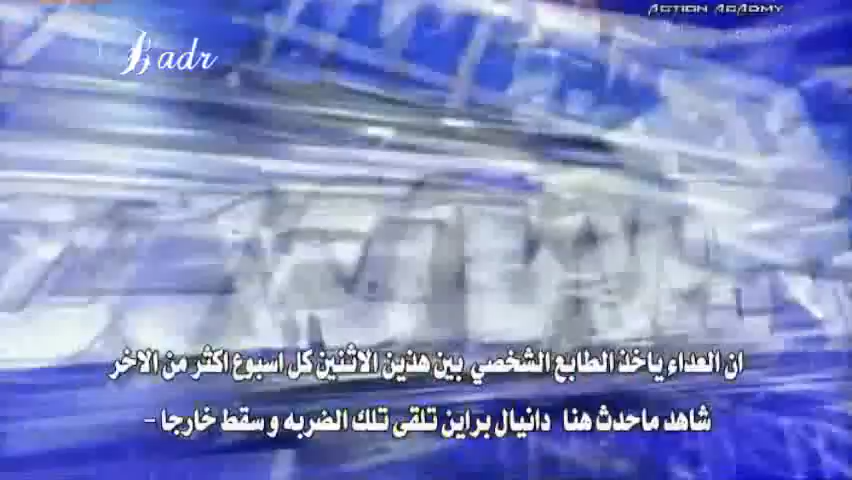 ACTION ACADMY
Badr
ان العداء ياخذ الطابع الشخصي بين هذين الاثنين كل اسبوع اكثر من الاخر
شاهد ماحدث هنا دانيال براين تلقى تلك الضربه و سقط خارجا -